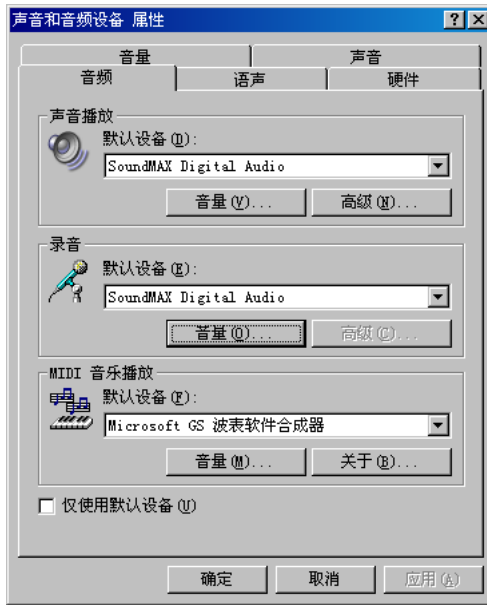 声音和音频设备 属性
音量 声音
音频 语声 硬件
声音播放
默认设备(D):
SoundMAX Digital Audio
音量(V)... 高级(N)...
录音
默认设备(E):
SoundMAX Digital Audio
音量(O)... 高级(C)...
MIDI 音乐播放
默认设备(F):
Microsoft GS 波表软件合成器
音量(M)... 关于(B)...
仅使用默认设备(U)
确定 取消 应用(A)